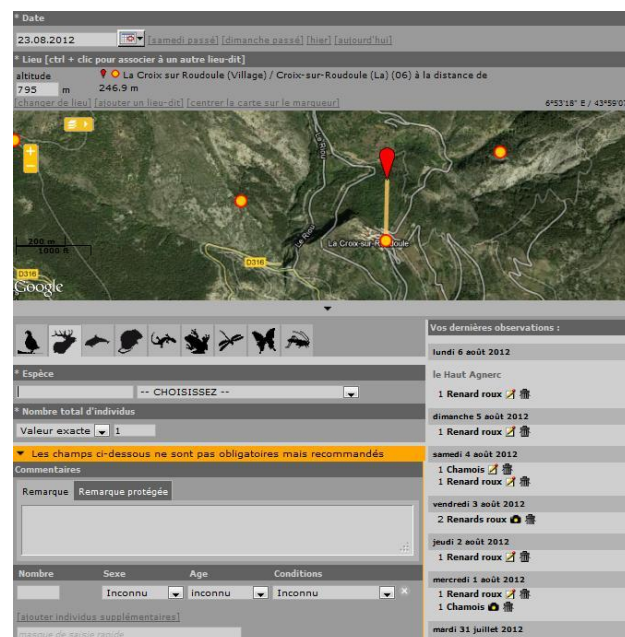 * Date
23.08.2012
[samedi passé] [dimanche passé] [hier] [aujourd'hui]
* Lieu [ctrl + clic pour associer à un autre lieu-dit]
altitude
795 m
La Croix sur Roudoule (Village) / Croix-sur-Roudoule (La) (06) à la distance de
246.9 m
[changer de lieu] [ajouter un lieu-dit] [centrer la carte sur le marqueur]
6°53'18" E / 43°59'07
200 m
1000 ft
D316
D316
Le Riou
La Roudoule
La Croix-sur-Roudoule
Google
* Espèce
-- CHOISISSEZ --
* Nombre total d'individus
Valeur exacte 1
Les champs ci-dessous ne sont pas obligatoires mais recommandés
Commentaires
Remarque Remarque protégée
Nombre Sexe Age Conditions
Inconnu inconnu Inconnu
[ajouter individus supplémentaires]
masque de saisie rapide
Vos dernières observations :
lundi 6 août 2012
le Haut Agnerc
1 Renard roux
dimanche 5 août 2012
1 Renard roux
samedi 4 août 2012
1 Chamois
1 Renard roux
vendredi 3 août 2012
2 Renards roux
jeudi 2 août 2012
1 Renard roux
mercredi 1 août 2012
1 Renard roux
1 Chamois
mardi 31 juillet 2012